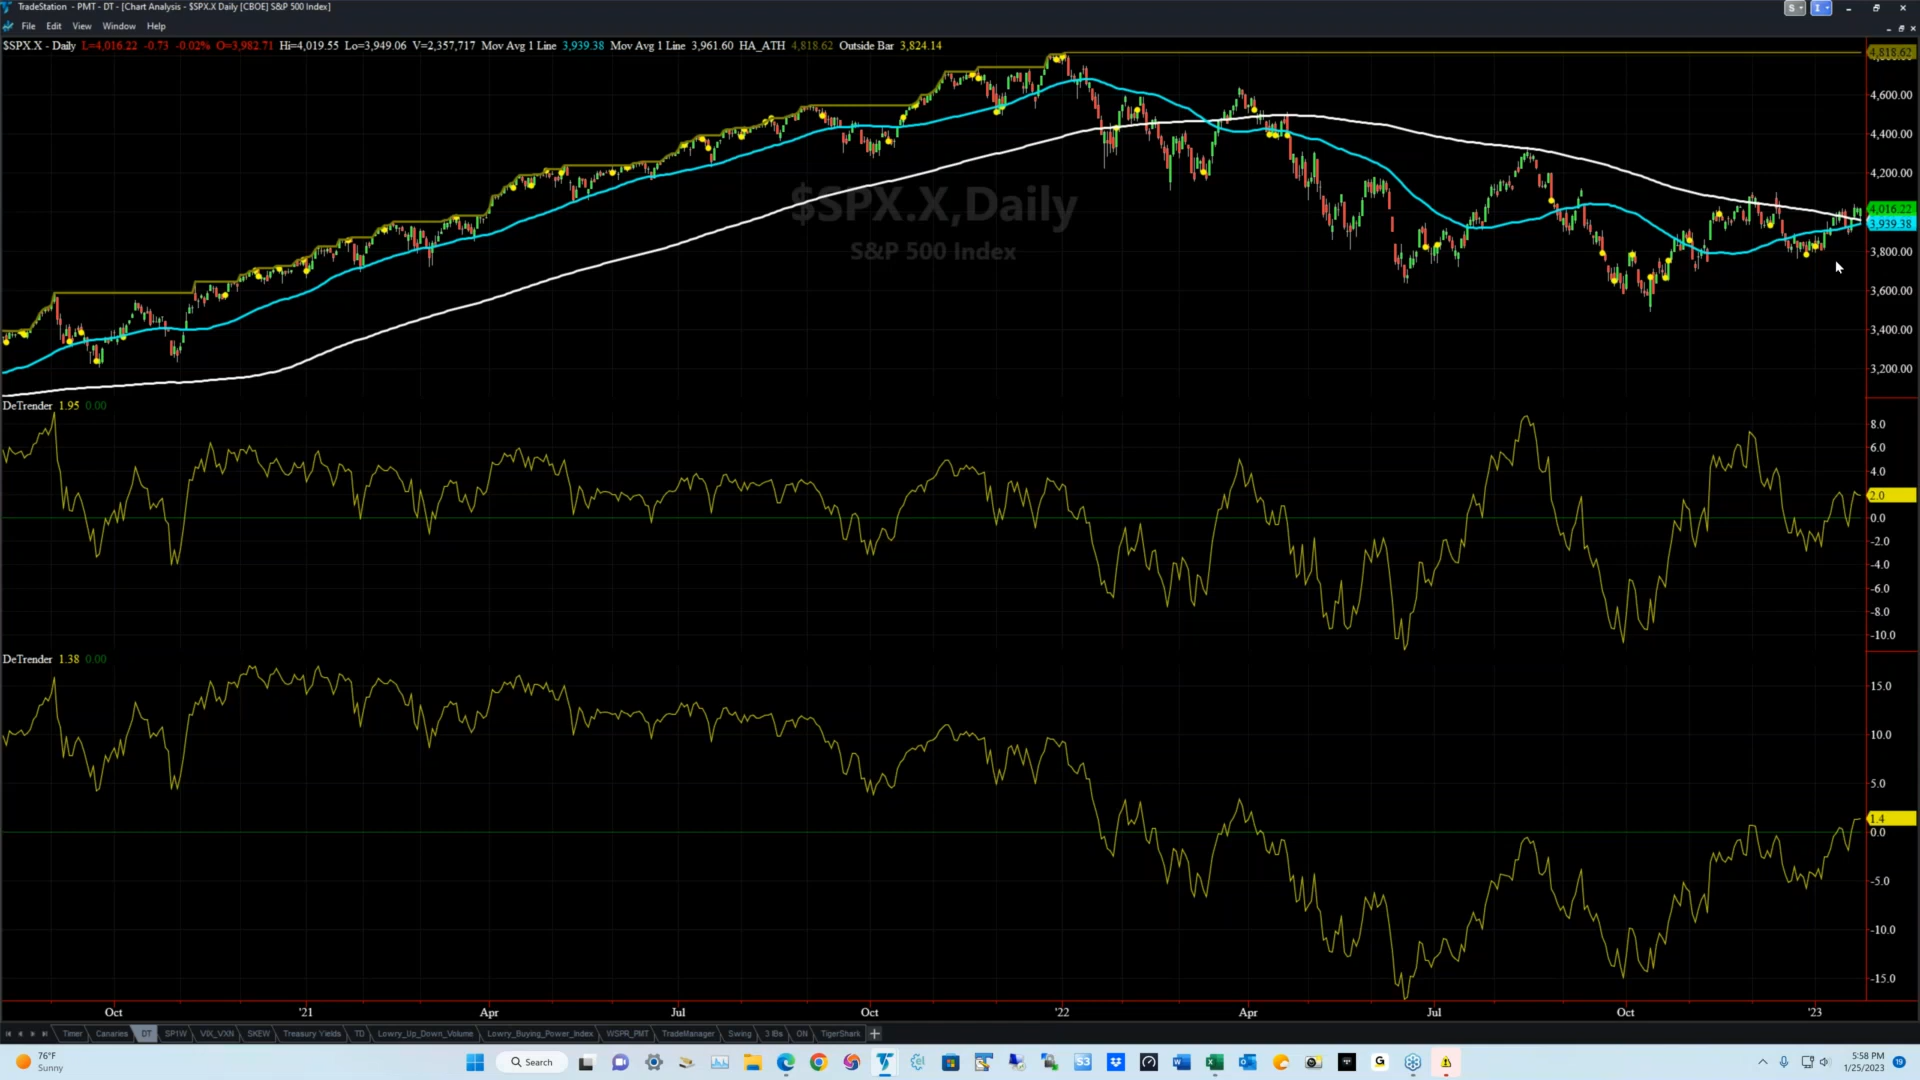 TradeStation - PMT - DT - [Chart Analysis - $SPX.X Daily [CBOE] S&P 500 Index]
File Edit View Window Help
$SPX.X - Daily L=4,016.22 -0.73 -0.02% O=3,982.71 Hi=4,019.55 Lo=3,949.06 V=2,357,717 Mov Avg 1 Line 3,939.38 Mov Avg 1 Line 3,961.60 HA_ATH 4,818.62 Outside Bar 3,824.14
4,818.62
4,600.00
4,400.00
4,200.00
$SPX.X,Daily
S&P 500 Index
4,016.22
3,939.38
3,800.00
3,600.00
3,400.00
3,200.00
DeTrender 1.95 0.00
8.0
6.0
4.0
2.0
0.0
-2.0
-4.0
-6.0
-8.0
-10.0
DeTrender 1.38 0.00
15.0
10.0
5.0
1.4
0.0
-5.0
-10.0
-15.0
Oct '21 Apr Jul Oct '22 Apr Jul Oct '23
Timer Canaries DT SP1W VIX_VXN SKEW Treasury Yields TD Lowry_Up_Down_Volume Lowry_Buying_Power_Index WSPR_PMT TradeManager Swing 3 IBs ON TigerShark
76°F
Sunny
Search
5:58 PM
1/25/2023